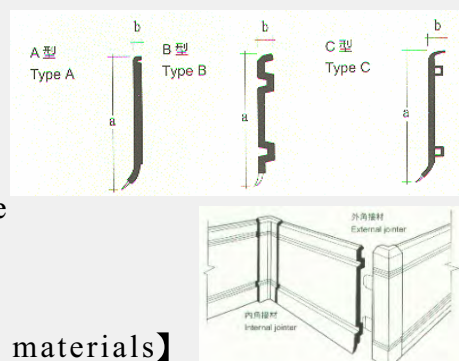 A 型
Type A
b
a
B 型
Type B
b
a
C 型
Type C
b
a
e
外角接材
External jointer
内角接材
Internal jointer
materials】